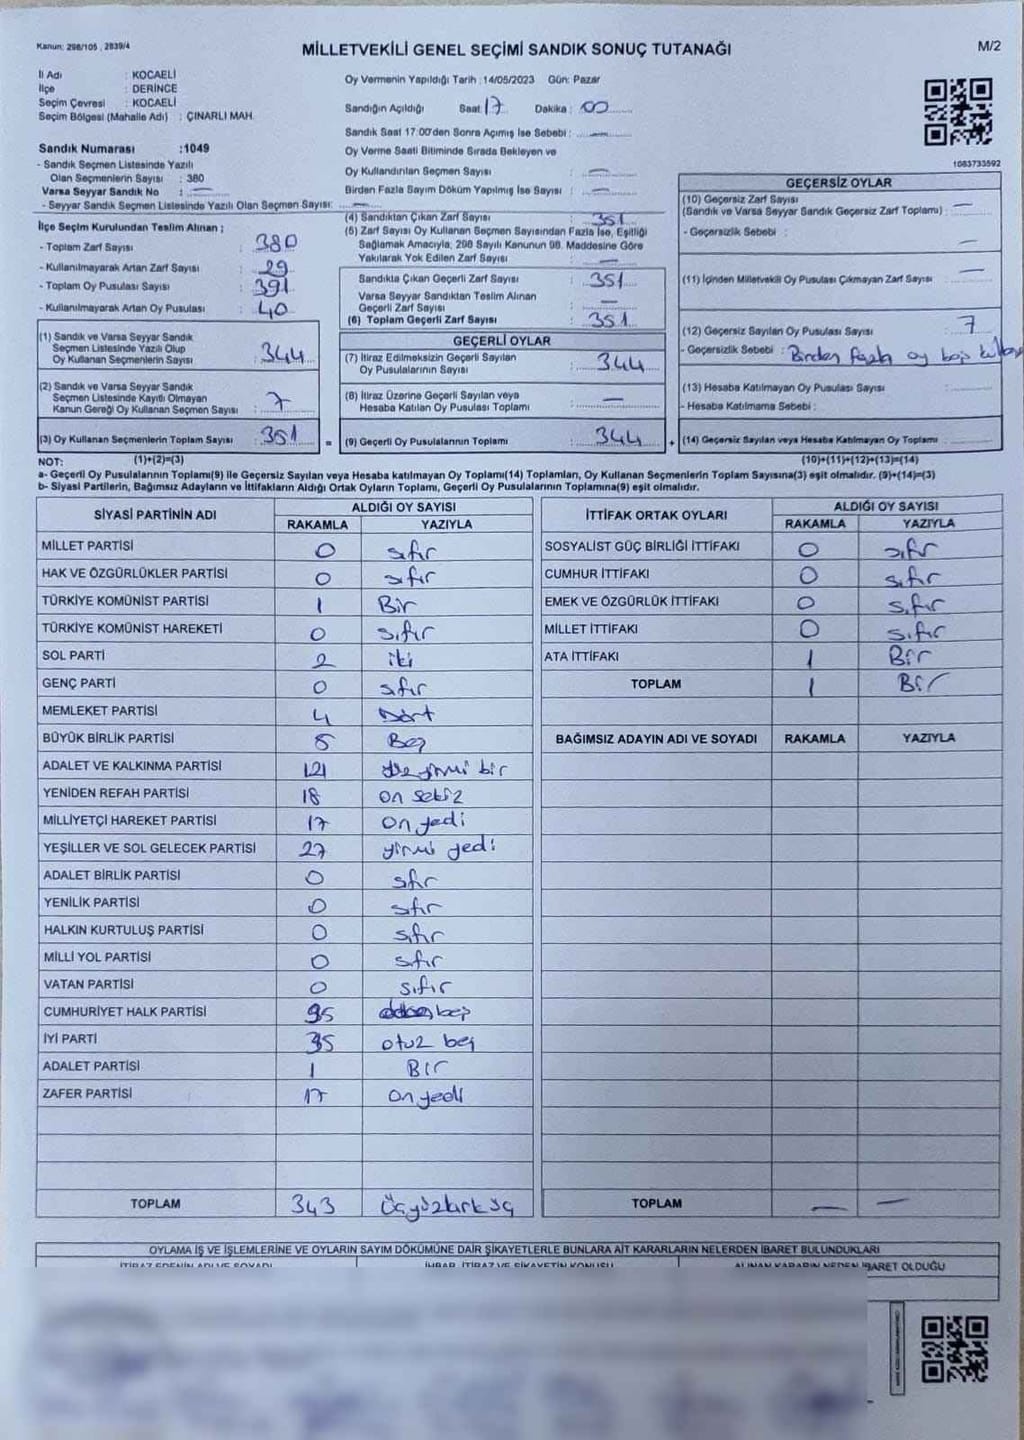 Kanun: 298/105 , 2839/4
MİLLETVEKİLİ GENEL SEÇİMİ SANDIK SONUÇ TUTANAĞI
M/2
İl Adı : KOCAELİ
İlçe : DERİNCE
Seçim Çevresi : KOCAELİ
Seçim Bölgesi (Mahalle Adı) : ÇINARLI MAH.
Sandık Numarası :1049
- Sandık Seçmen Listesinde Yazılı
Olan Seçmenlerin Sayısı : 380
Varsa Seyyar Sandık No : —
- Seyyar Sandık Seçmen Listesinde Yazılı Olan Seçmen Sayısı: —
Oy Vermenin Yapıldığı Tarih :14/05/2023 Gün: Pazar
Sandığın Açıldığı Saat 17 Dakika : 00
Sandık Saat 17:00'den Sonra Açımış İse Sebebi : —
Oy Verme Saati Bitiminde Sırada Bekleyen ve
Oy Kullandırılan Seçmen Sayısı : —
Birden Fazla Sayım Döküm Yapılmış İse Sayısı : —
1083733592
İlçe Seçim Kurulundan Teslim Alınan ;
- Toplam Zarf Sayısı : 380
- Kullanılmayarak Artan Zarf Sayısı : 29
- Toplam Oy Pusulası Sayısı : 391
- Kullanılmayarak Artan Oy Pusulası : 40
(1) Sandık ve Varsa Seyyar Sandık
Seçmen Listesinde Yazılı Olup
Oy Kullanan Seçmenlerin Sayısı : 344
(2) Sandık ve Varsa Seyyar Sandık
Seçmen Listesinde Kayıtlı Olmayan
Kanun Gereği Oy Kullanan Seçmen Sayısı : 7
(3) Oy Kullanan Seçmenlerin Toplam Sayısı : 351 =
(4) Sandıktan Çıkan Zarf Sayısı : 351
(5) Zarf Sayısı Oy Kullanan Seçmen Sayısından Fazla İse, Eşitliği
Sağlamak Amacıyla, 298 Sayılı Kanunun 98. Maddesine Göre
Yakılarak Yok Edilen Zarf Sayısı : —
Sandıkta Çıkan Geçerli Zarf Sayısı : 351
Varsa Seyyar Sandıktan Teslim Alınan
Geçerli Zarf Sayısı : —
(6) Toplam Geçerli Zarf Sayısı : 351
GEÇERLİ OYLAR
(7) İtiraz Edilmeksizin Geçerli Sayılan
Oy Pusulalarının Sayısı : 344
(8) İtiraz Üzerine Geçerli Sayılan veya
Hesaba Katılan Oy Pusulası Toplamı : —
(9) Geçerli Oy Pusulalarının Toplamı : 344 +
GEÇERSİZ OYLAR
(10) Geçersiz Zarf Sayısı
(Sandık ve Varsa Seyyar Sandık Geçersiz Zarf Toplamı) : —
- Geçersizlik Sebebi : —
(11) İçinden Milletvekili Oy Pusulası Çıkmayan Zarf Sayısı : —
(12) Geçersiz Sayılan Oy Pusulası Sayısı : 7
- Geçersizlik Sebebi : Birden fazla oy
(13) Hesaba Katılmayan Oy Pusulası Sayısı :
- Hesaba Katılmama Sebebi :
(14) Geçersiz Sayılan veya Hesaba Katılmayan Oy Toplamı :
NOT: (1)+(2)=(3) (10)+(11)+(12)+(13)=(14)
a- Geçerli Oy Pusulalarının Toplamı(9) ile Geçersiz Sayılan veya Hesaba katılmayan Oy Toplamı(14) Toplamları, Oy Kullanan Seçmenlerin Toplam Sayısına(3) eşit olmalıdır. (9)+(14)=(3)
b- Siyasi Partilerin, Bağımsız Adayların ve İttifakların Aldığı Ortak Oyların Toplamı, Geçerli Oy Pusulalarının Toplamına(9) eşit olmalıdır.
SİYASİ PARTİNİN ADI ALDIĞI OY SAYISI
RAKAMLA YAZIYLA
MİLLET PARTİSİ 0 sıfır
HAK VE ÖZGÜRLÜKLER PARTİSİ 0 sıfır
TÜRKİYE KOMÜNİST PARTİSİ 1 Bir
TÜRKİYE KOMÜNİST HAREKETİ 0 sıfır
SOL PARTİ 2 iki
GENÇ PARTİ 0 sıfır
MEMLEKET PARTİSİ 4 Dört
BÜYÜK BİRLİK PARTİSİ 5 Beş
ADALET VE KALKINMA PARTİSİ 121 yirmi bir
YENİDEN REFAH PARTİSİ 18 on sekiz
MİLLİYETÇİ HAREKET PARTİSİ 17 On yedi
YEŞİLLER VE SOL GELECEK PARTİSİ 27 yirmi yedi
ADALET BİRLİK PARTİSİ 0 sıfır
YENİLİK PARTİSİ 0 sıfır
HALKIN KURTULUŞ PARTİSİ 0 sıfır
MİLLİ YOL PARTİSİ 0 sıfır
VATAN PARTİSİ 0 sıfır
CUMHURİYET HALK PARTİSİ 95 beş
İYİ PARTİ 35 otuz beş
ADALET PARTİSİ 1 Bir
ZAFER PARTİSİ 17 on yedi
TOPLAM 343 Üçyüzkırk üç
İTTİFAK ORTAK OYLARI ALDIĞI OY SAYISI
RAKAMLA YAZIYLA
SOSYALİST GÜÇ BİRLİĞİ İTTİFAKI 0 sıfır
CUMHUR İTTİFAKI 0 sıfır
EMEK VE ÖZGÜRLÜK İTTİFAKI 0 sıfır
MİLLET İTTİFAKI 0 sıfır
ATA İTTİFAKI 1 Bir
TOPLAM 1 Bir
BAĞIMSIZ ADAYIN ADI VE SOYADI RAKAMLA YAZIYLA
TOPLAM — —
OYLAMA İŞ VE İŞLEMLERİNE VE OYLARIN SAYIM DÖKÜMÜNE DAİR ŞİKAYETLERLE BUNLARA AİT KARARLARIN NELERDEN İBARET BULUNDUKLARI
İTİRAZ EDENİN ADI VE SOYADI İHBAR, İTİRAZ VE ŞİKAYETİN KONUSU ALINAN KARARIN NEDEN İBARET OLDUĞU